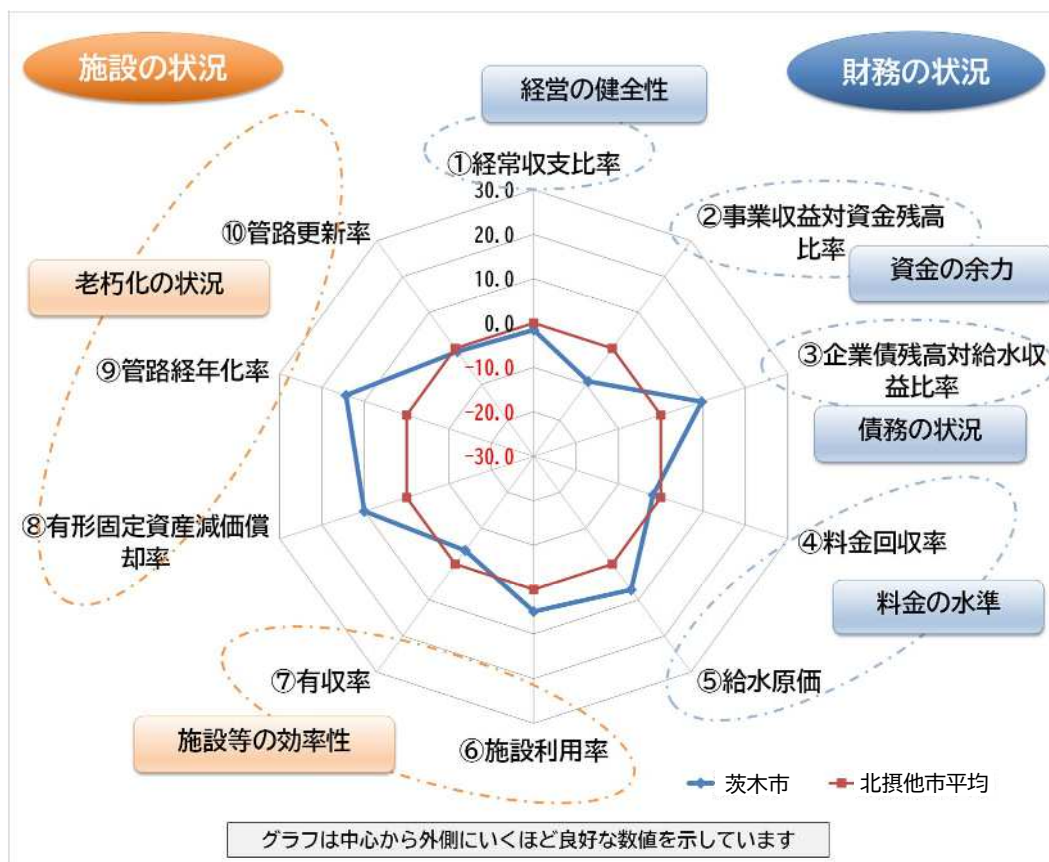 施設の状況
財務の状況
経営の健全性
①経常収支比率
30.0
20.0
10.0
0.0
-10.0
-20.0
-30.0
②事業収益対資金残高
比率
資金の余力
③企業債残高対給水収
益比率
債務の状況
④料金回収率
料金の水準
⑤給水原価
⑥施設利用率
⑦有収率
施設等の効率性
⑧有形固定資産減価償
却率
⑨管路経年化率
老朽化の状況
⑩管路更新率
茨木市
北摂他市平均
グラフは中心から外側にいくほど良好な数値を示しています